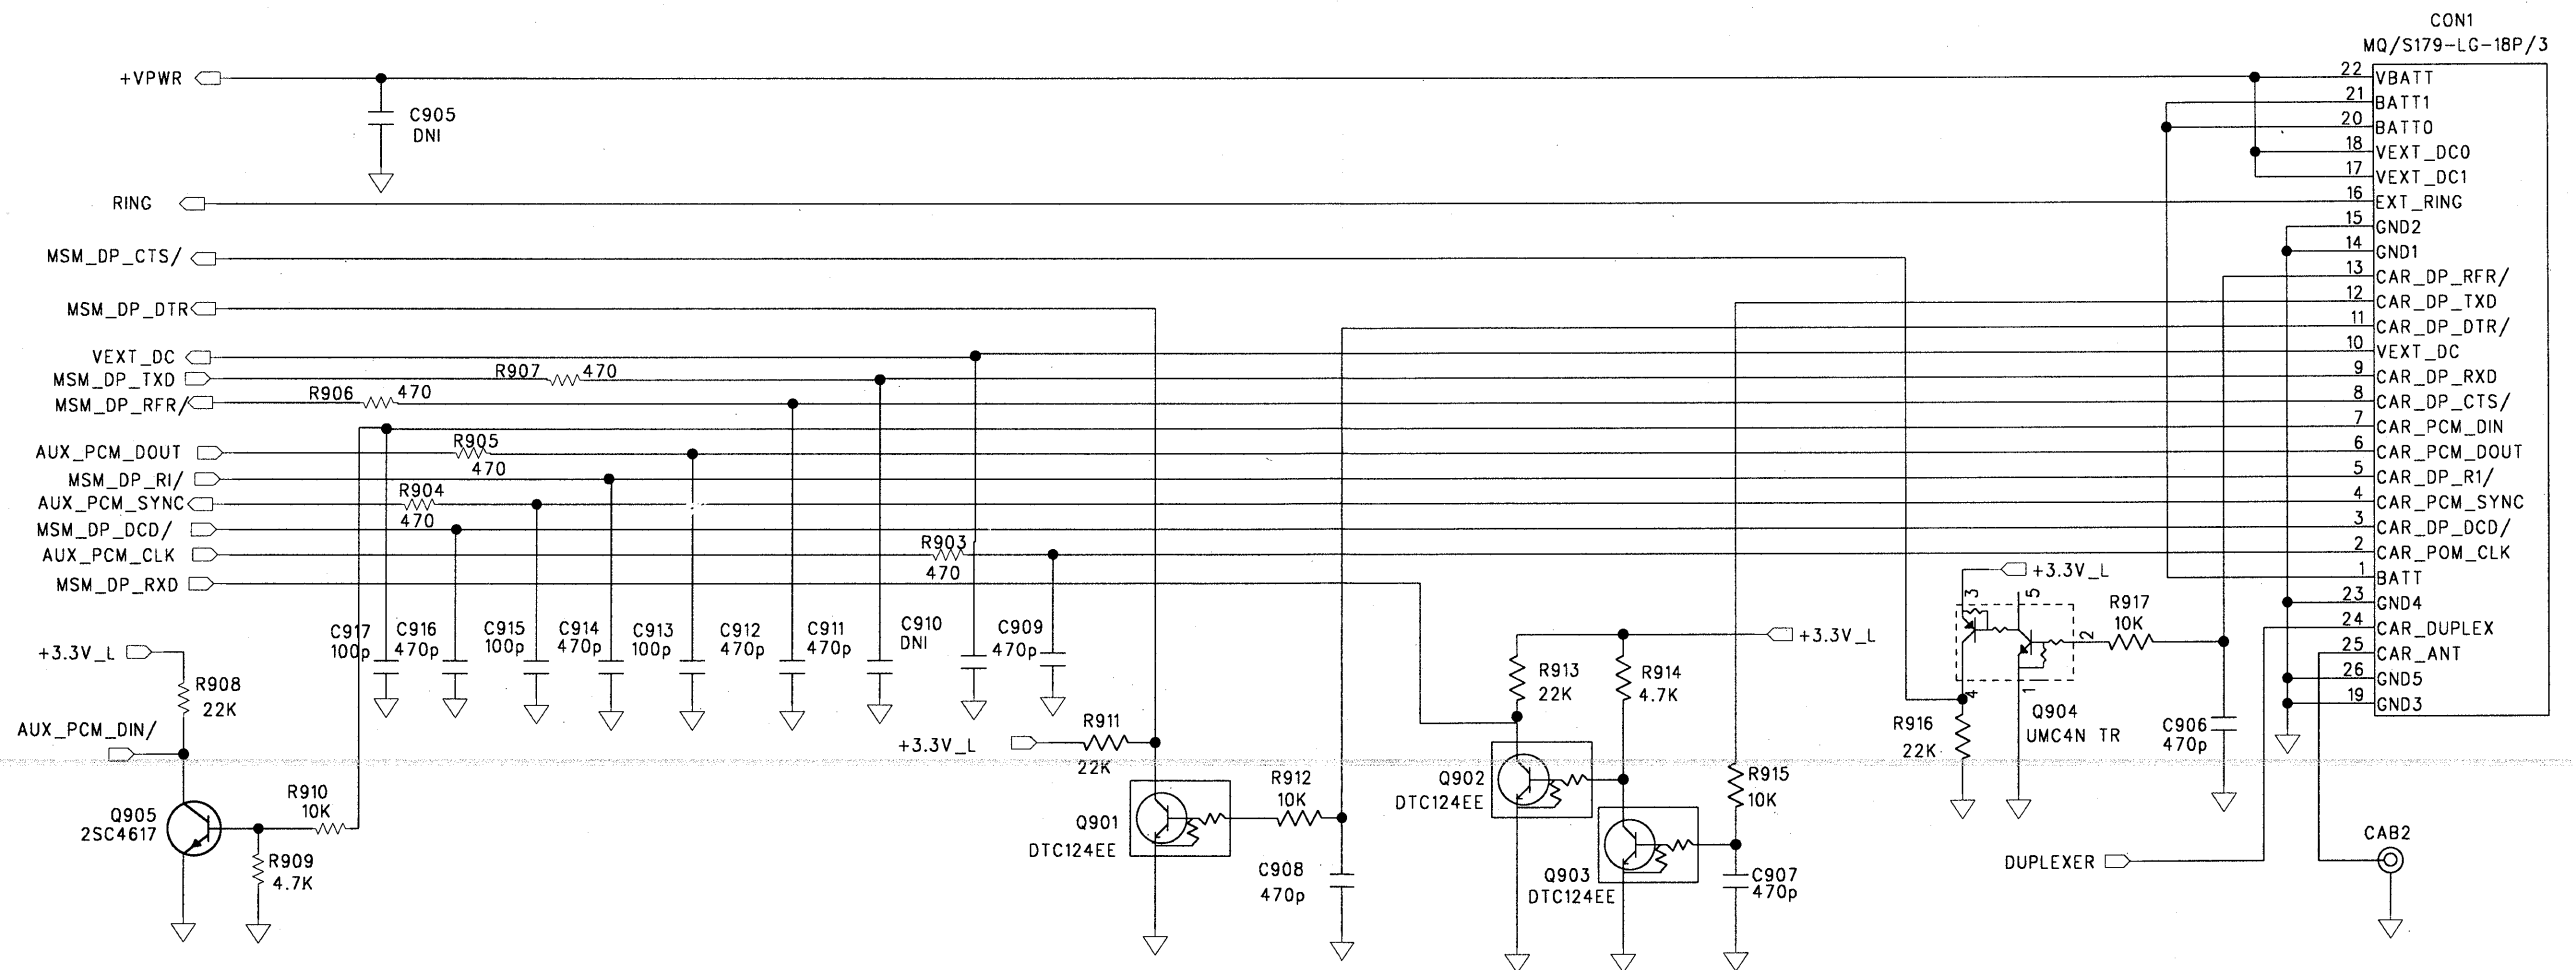 CON1
MQ/S179-LG-18P/3
+VPWR
C905
DNI
RING
MSM_DP_CTS/
MSM_DP_DTR
VEXT_DC
MSM_DP_TXD
R907
470
MSM_DP_RFR/
R906
470
AUX_PCM_DOUT
R905
470
MSM_DP_RI/
AUX_PCM_SYNC
R904
470
MSM_DP_DCD/
AUX_PCM_CLK
R903
470
MSM_DP_RXD
22
VBATT
21
BATT1
20
BATT0
18
VEXT_DC0
17
VEXT_DC1
16
EXT_RING
15
GND2
14
GND1
13
CAR_DP_RFR/
12
CAR_DP_TXD
11
CAR_DP_DTR/
10
VEXT_DC
9
CAR_DP_RXD
8
CAR_DP_CTS/
7
CAR_PCM_DIN
6
CAR_PCM_DOUT
5
CAR_DP_R1/
4
CAR_PCM_SYNC
3
CAR_DP_DCD/
2
CAR_POM_CLK
1
BATT
23
GND4
24
CAR_DUPLEX
25
CAR_ANT
26
GND5
19
GND3
C917
100p
C916
470p
C915
100p
C914
470p
C913
100p
C912
470p
C911
470p
C910
DNI
C909
470p
+3.3V_L
R908
22K
AUX_PCM_DIN/
Q905
2SC4617
R910
10K
R909
4.7K
+3.3V_L
R911
22K
Q901
DTC124EE
R912
10K
C908
470p
+3.3V_L
R913
22K
R914
4.7K
Q902
DTC124EE
Q903
DTC124EE
R915
10K
C907
470p
+3.3V_L
3
5
2
4
1
R917
10K
Q904
UMC4N TR
R916
22K
C906
470p
DUPLEXER
CAB2